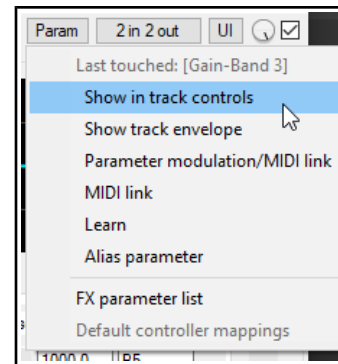 Param 2 in 2 out UI
Last touched: [Gain-Band 3]
Show in track controls
Show track envelope
Parameter modulation/MIDI link
MIDI link
Learn
Alias parameter
FX parameter list
Default controller mappings